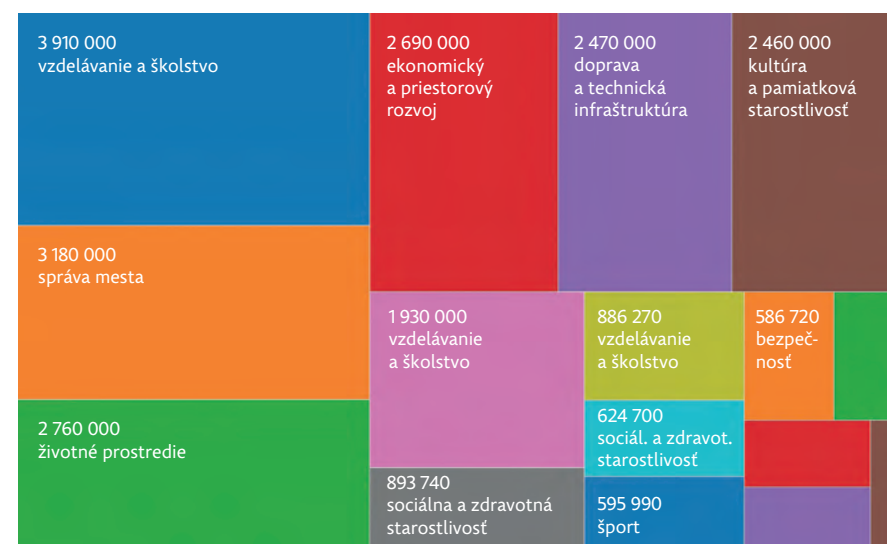 3 910 000
vzdelávanie a školstvo
3 180 000
správa mesta
2 760 000
životné prostredie
2 690 000
ekonomický
a priestorový
rozvoj
2 470 000
doprava
a technická
infraštruktúra
2 460 000
kultúra
a pamiatková
starostlivosť
1 930 000
vzdelávanie
a školstvo
893 740
sociálna a zdravotná
starostlivosť
886 270
vzdelávanie
a školstvo
624 700
sociál. a zdravot.
starostlivosť
595 990
šport
586 720
bezpeč-
nosť